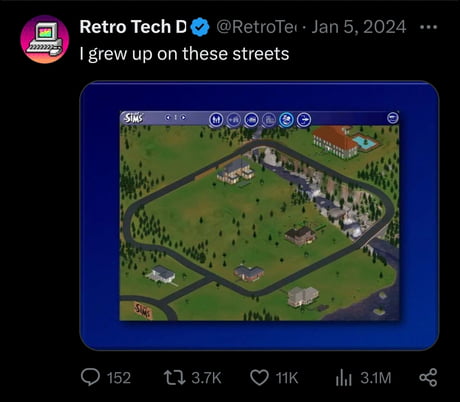 Retro Tech D @RetroTe · Jan 5, 2024
I grew up on these streets
SIMS 1
SIMS
152 3.7K 11K 3.1M